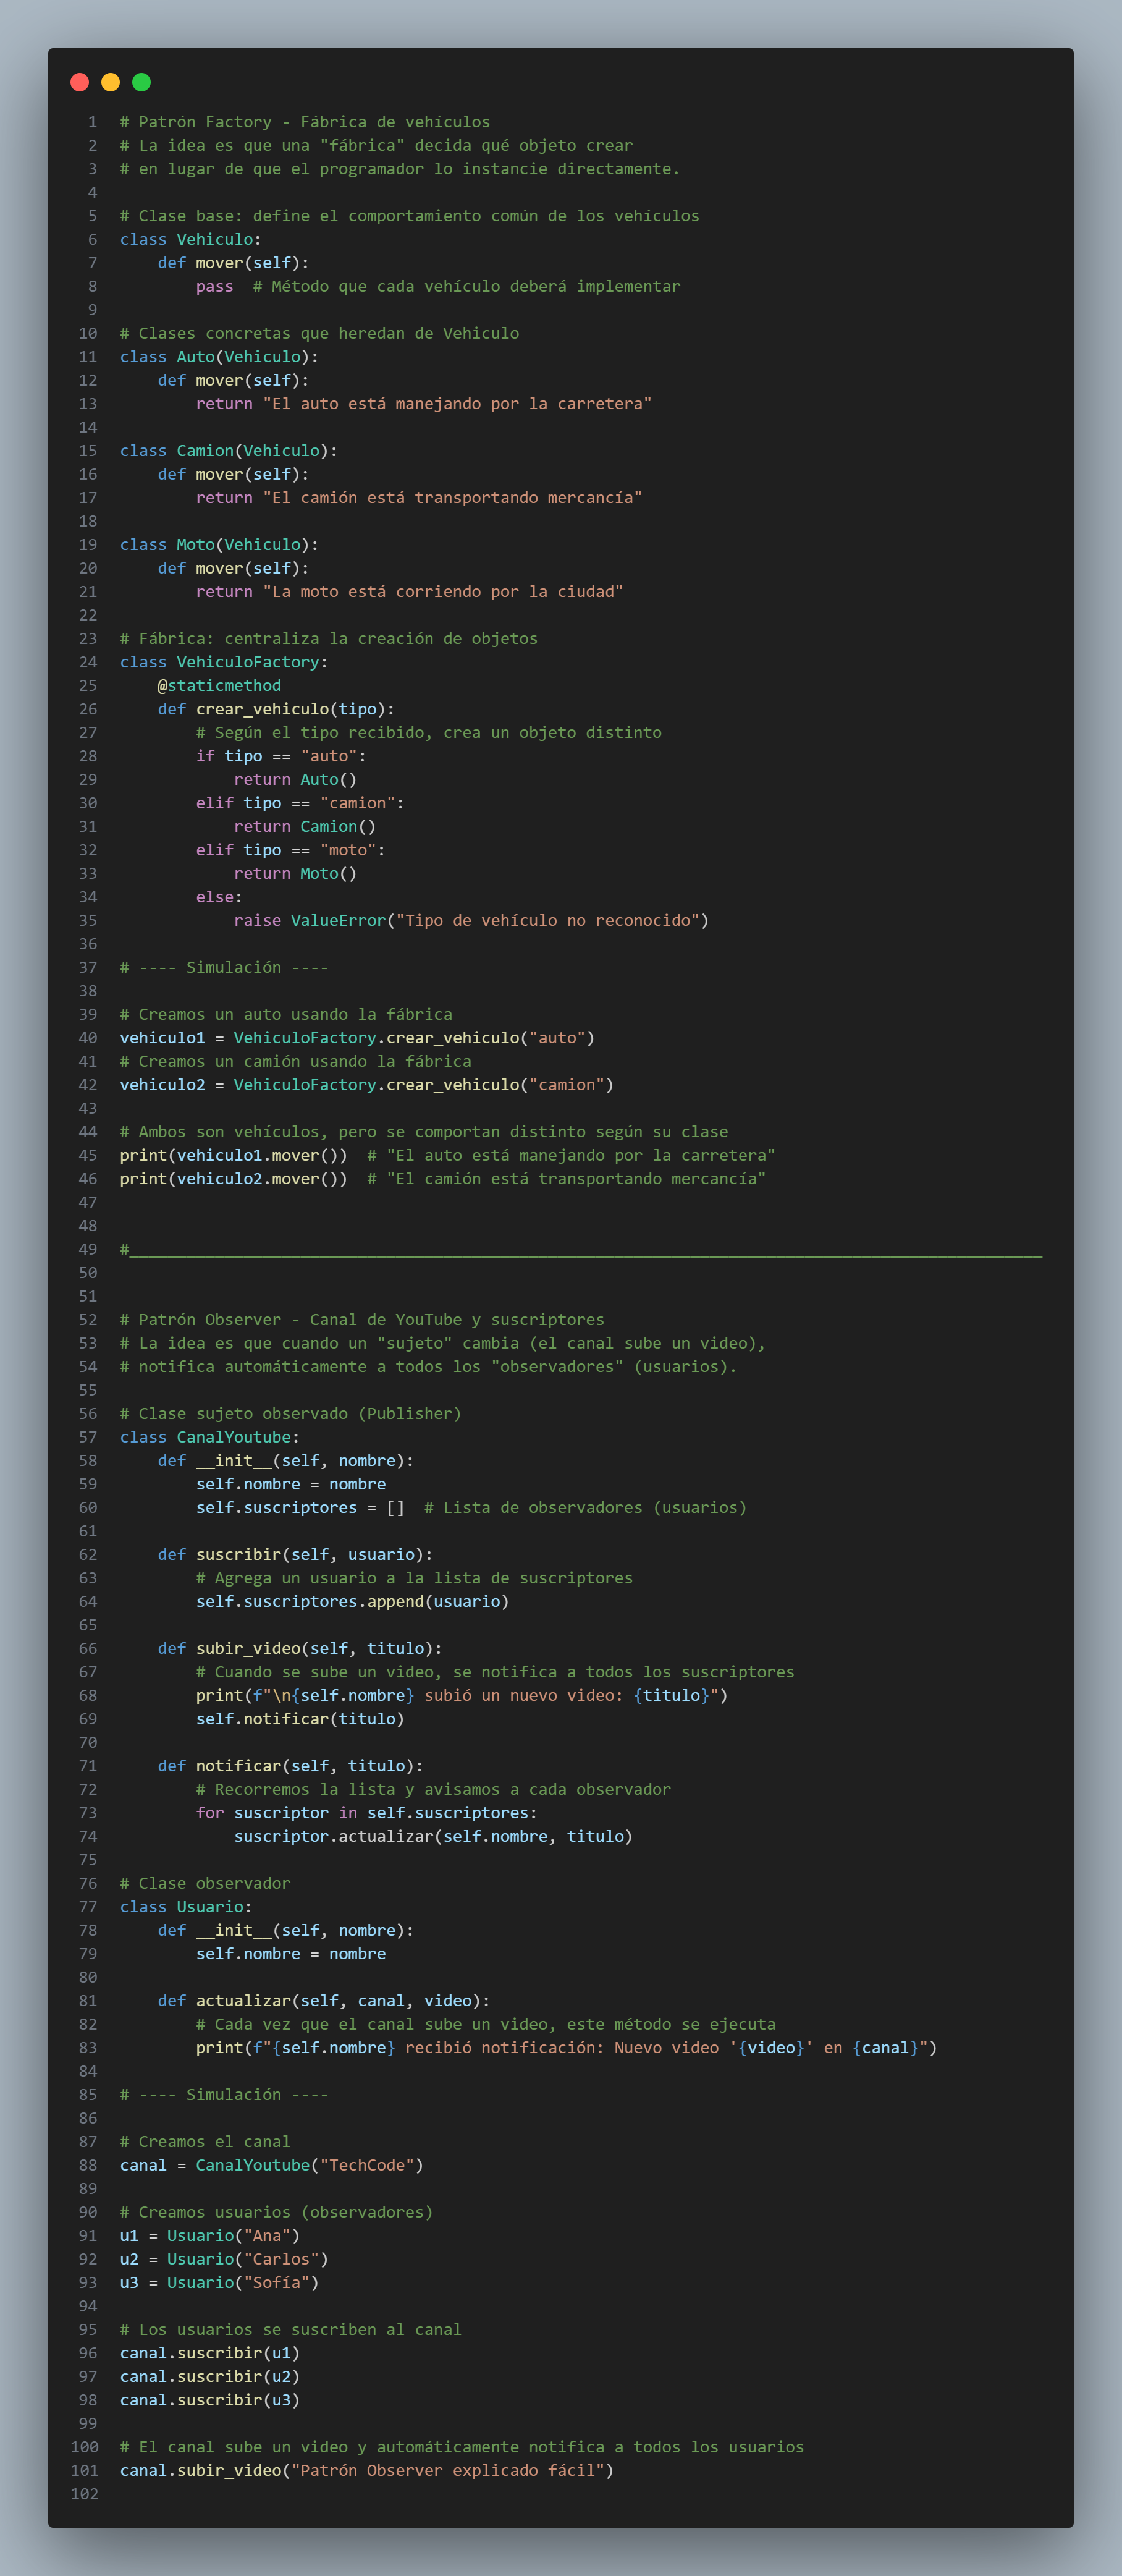 1 # Patrón Factory - Fábrica de vehículos
2 # La idea es que una "fábrica" decida qué objeto crear
3 # en lugar de que el programador lo instancie directamente.
4
5 # Clase base: define el comportamiento común de los vehículos
6 class Vehiculo:
7     def mover(self):
8         pass  # Método que cada vehículo deberá implementar
9
10 # Clases concretas que heredan de Vehiculo
11 class Auto(Vehiculo):
12     def mover(self):
13         return "El auto está manejando por la carretera"
14
15 class Camion(Vehiculo):
16     def mover(self):
17         return "El camión está transportando mercancía"
18
19 class Moto(Vehiculo):
20     def mover(self):
21         return "La moto está corriendo por la ciudad"
22
23 # Fábrica: centraliza la creación de objetos
24 class VehiculoFactory:
25     @staticmethod
26     def crear_vehiculo(tipo):
27         # Según el tipo recibido, crea un objeto distinto
28         if tipo == "auto":
29             return Auto()
30         elif tipo == "camion":
31             return Camion()
32         elif tipo == "moto":
33             return Moto()
34         else:
35             raise ValueError("Tipo de vehículo no reconocido")
36
37 # ---- Simulación ----
38
39 # Creamos un auto usando la fábrica
40 vehiculo1 = VehiculoFactory.crear_vehiculo("auto")
41 # Creamos un camión usando la fábrica
42 vehiculo2 = VehiculoFactory.crear_vehiculo("camion")
43
44 # Ambos son vehículos, pero se comportan distinto según su clase
45 print(vehiculo1.mover())  # "El auto está manejando por la carretera"
46 print(vehiculo2.mover())  # "El camión está transportando mercancía"
47
48
49 #________________________________________________________________________________________________
50
51
52 # Patrón Observer - Canal de YouTube y suscriptores
53 # La idea es que cuando un "sujeto" cambia (el canal sube un video),
54 # notifica automáticamente a todos los "observadores" (usuarios).
55
56 # Clase sujeto observado (Publisher)
57 class CanalYoutube:
58     def __init__(self, nombre):
59         self.nombre = nombre
60         self.suscriptores = []  # Lista de observadores (usuarios)
61
62     def suscribir(self, usuario):
63         # Agrega un usuario a la lista de suscriptores
64         self.suscriptores.append(usuario)
65
66     def subir_video(self, titulo):
67         # Cuando se sube un video, se notifica a todos los suscriptores
68         print(f"\n{self.nombre} subió un nuevo video: {titulo}")
69         self.notificar(titulo)
70
71     def notificar(self, titulo):
72         # Recorremos la lista y avisamos a cada observador
73         for suscriptor in self.suscriptores:
74             suscriptor.actualizar(self.nombre, titulo)
75
76 # Clase observador
77 class Usuario:
78     def __init__(self, nombre):
79         self.nombre = nombre
80
81     def actualizar(self, canal, video):
82         # Cada vez que el canal sube un video, este método se ejecuta
83         print(f"{self.nombre} recibió notificación: Nuevo video '{video}' en {canal}")
84
85 # ---- Simulación ----
86
87 # Creamos el canal
88 canal = CanalYoutube("TechCode")
89
90 # Creamos usuarios (observadores)
91 u1 = Usuario("Ana")
92 u2 = Usuario("Carlos")
93 u3 = Usuario("Sofía")
94
95 # Los usuarios se suscriben al canal
96 canal.suscribir(u1)
97 canal.suscribir(u2)
98 canal.suscribir(u3)
99
100 # El canal sube un video y automáticamente notifica a todos los usuarios
101 canal.subir_video("Patrón Observer explicado fácil")
102